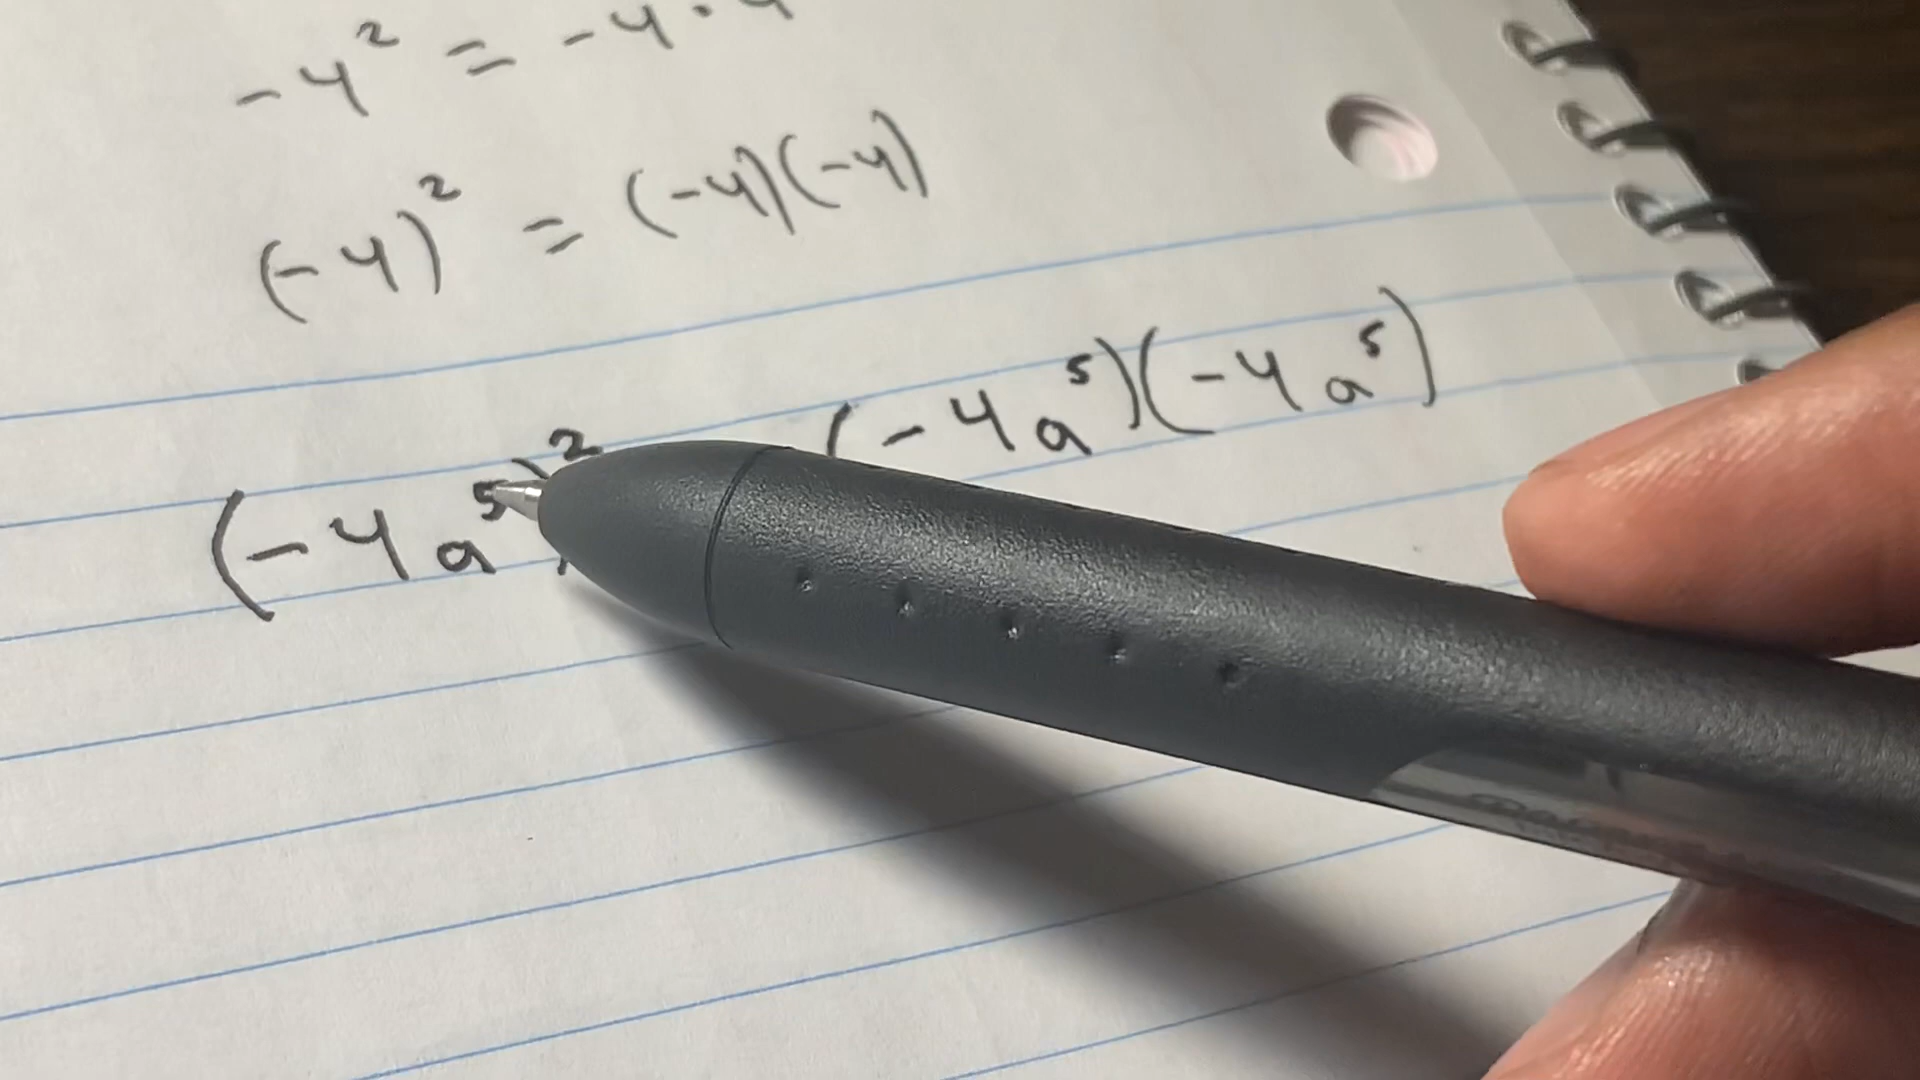 -4² = -4 · 4
(-4)² = (-4)(-4)
(-4a⁵)² (-4a⁵)(-4a⁵)